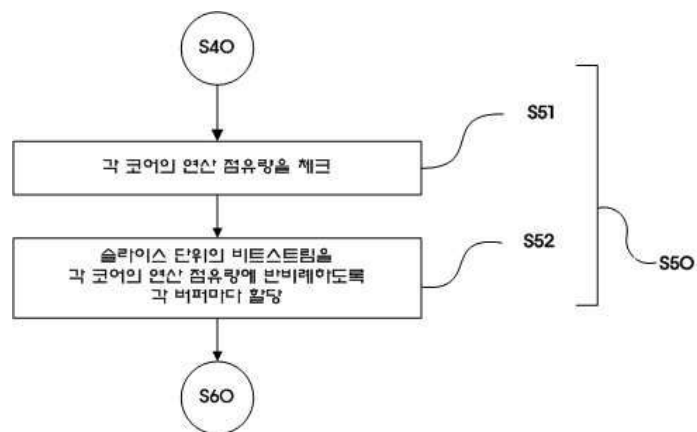 S40
S51
각 코어의 연산 점유량을 체크
S52
슬라이스 단위의 비트스트림을
각 코어의 연산 점유량에 반비례하도록
각 버퍼마다 할당
S50
S60